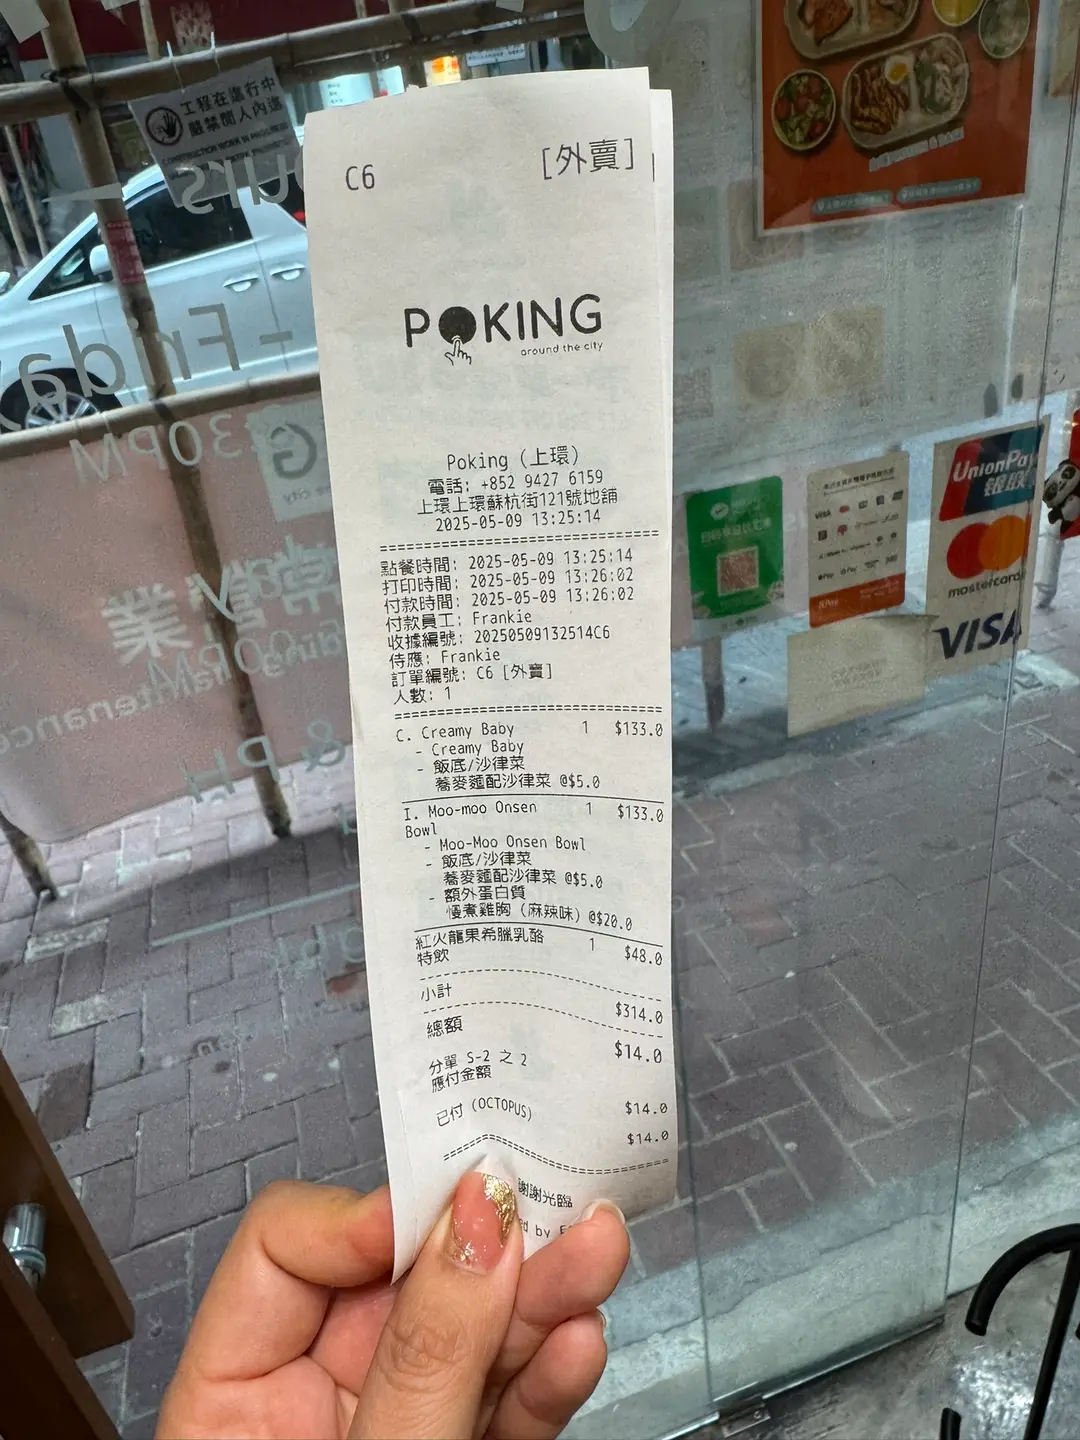 工程在進行中
嚴禁閒人內進
CONSTRUCTION WORK IN PROGRESS
C6
[外賣]
POKING
around the city
Poking (上環)
電話: +852 9427 6159
上環上環蘇杭街121號地舖
2025-05-09 13:25:14
點餐時間: 2025-05-09 13:25:14
打印時間: 2025-05-09 13:26:02
付款時間: 2025-05-09 13:26:02
付款員工: Frankie
收據編號: 20250509132514C6
侍應: Frankie
訂單編號: C6 [外賣]
人數: 1
C. Creamy Baby 1 $133.0
- Creamy Baby
- 飯底/沙律菜
蕎麥麵配沙律菜 @$5.0
I. Moo-moo Onsen Bowl 1 $133.0
- Moo-Moo Onsen Bowl
- 飯底/沙律菜
蕎麥麵配沙律菜 @$5.0
- 額外蛋白質
慢煮雞胸 (麻辣味) @$20.0
紅火龍果希臘乳酪特飲 1 $48.0
小計 $314.0
總額 $14.0
分單 S-2 之 2
應付金額 $14.0
已付 (OCTOPUS) $14.0
謝謝光臨
ed by E
-Friday
30PM
UnionPay
銀联
mastercard
VISA